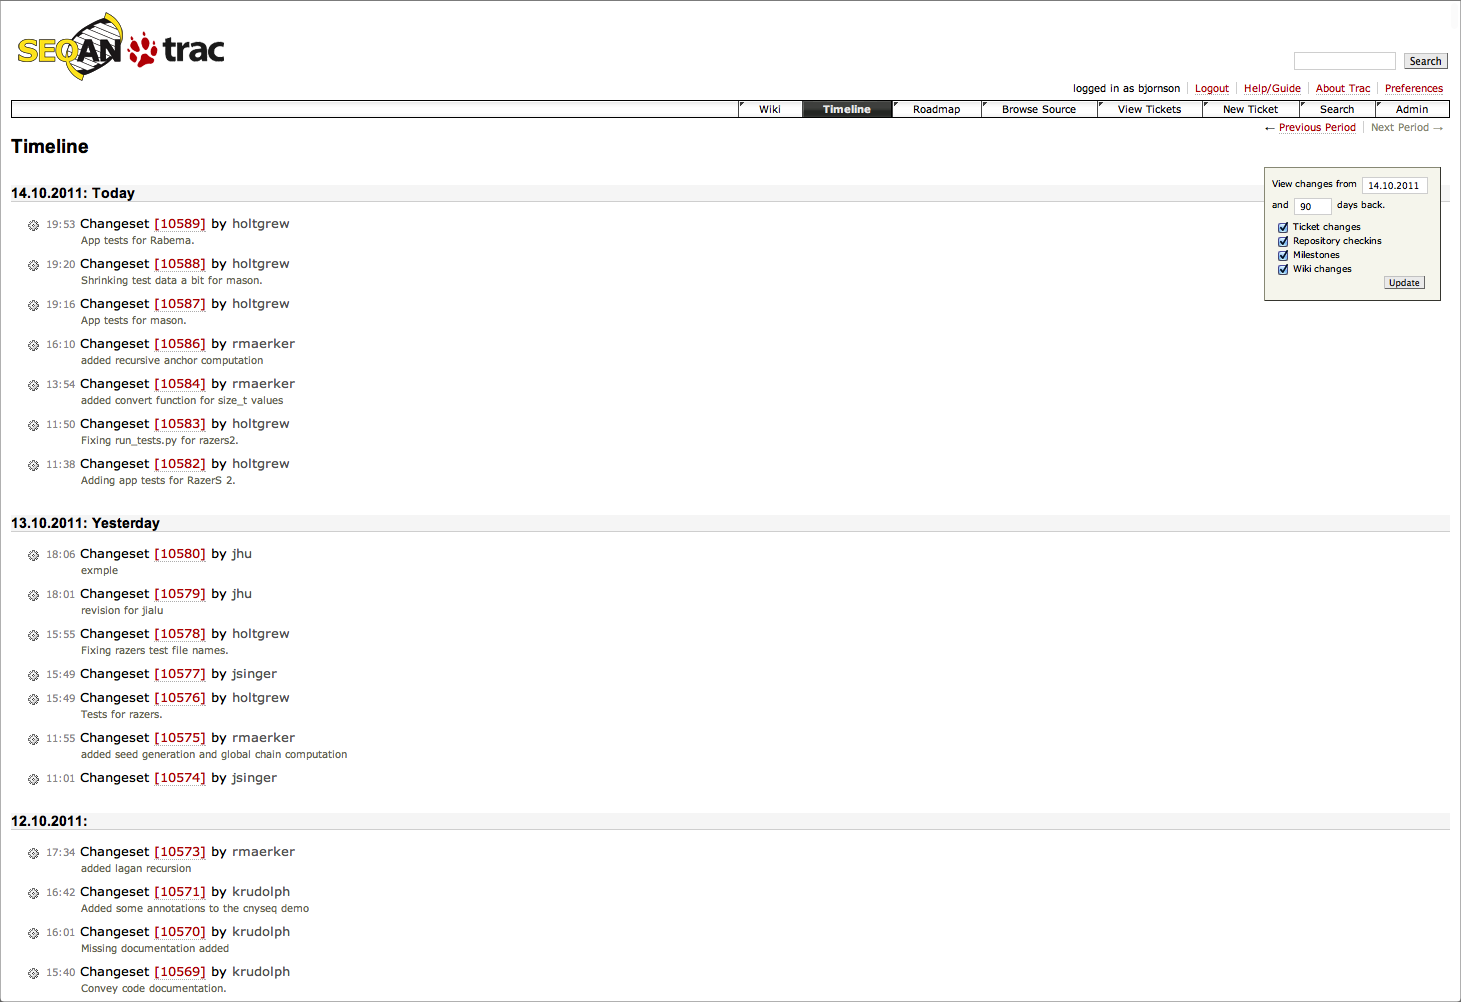 SEQAN trac
Search
logged in as bjornson Logout Help/Guide About Trac Preferences
Wiki Timeline Roadmap Browse Source View Tickets New Ticket Search Admin
← Previous Period Next Period →
Timeline
View changes from 14.10.2011
and 90 days back.
Ticket changes
Repository checkins
Milestones
Wiki changes
Update
14.10.2011: Today
19:53 Changeset [10589] by holtgrew
App tests for Rabema.
19:20 Changeset [10588] by holtgrew
Shrinking test data a bit for mason.
19:16 Changeset [10587] by holtgrew
App tests for mason.
16:10 Changeset [10586] by rmaerker
added recursive anchor computation
13:54 Changeset [10584] by rmaerker
added convert function for size_t values
11:50 Changeset [10583] by holtgrew
Fixing run_tests.py for razers2.
11:38 Changeset [10582] by holtgrew
Adding app tests for RazerS 2.
13.10.2011: Yesterday
18:06 Changeset [10580] by jhu
exmple
18:01 Changeset [10579] by jhu
revision for jialu
15:55 Changeset [10578] by holtgrew
Fixing razers test file names.
15:49 Changeset [10577] by jsinger
15:49 Changeset [10576] by holtgrew
Tests for razers.
11:55 Changeset [10575] by rmaerker
added seed generation and global chain computation
11:01 Changeset [10574] by jsinger
12.10.2011:
17:34 Changeset [10573] by rmaerker
added lagan recursion
16:42 Changeset [10571] by krudolph
Added some annotations to the cnyseq demo
16:01 Changeset [10570] by krudolph
Missing documentation added
15:40 Changeset [10569] by krudolph
Convey code documentation.